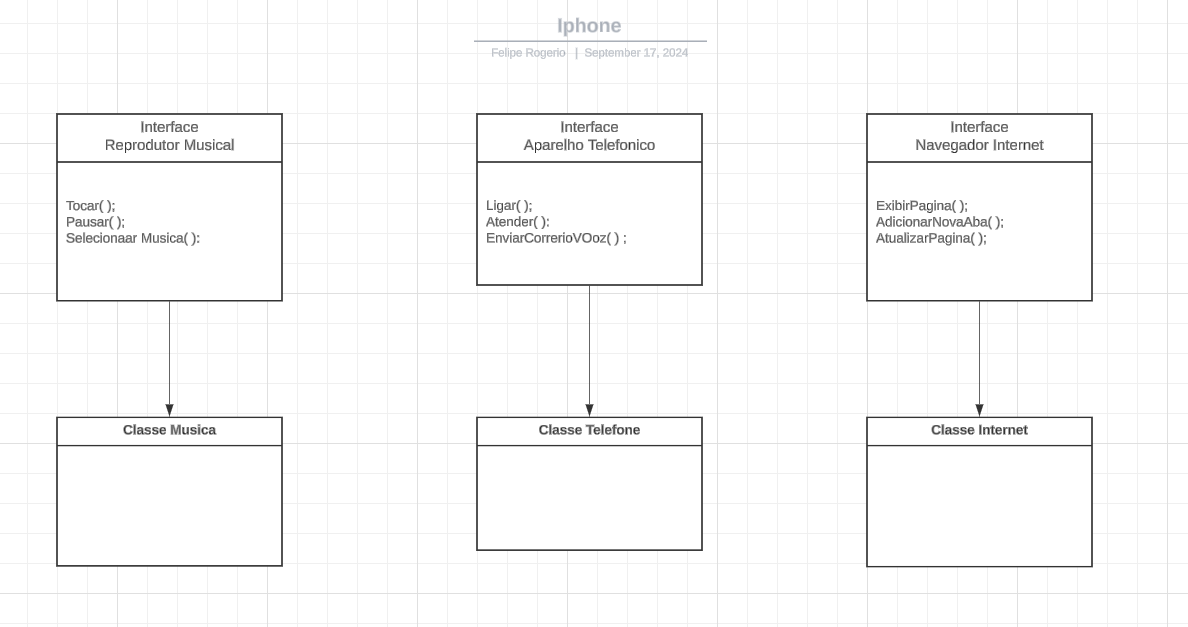 Iphone
Felipe Rogerio | September 17, 2024
Interface
Reprodutor Musical
Tocar( );
Pausar( );
Selecionaar Musica( ):
Interface
Aparelho Telefonico
Ligar( );
Atender( ):
EnviarCorrerioVOoz( ) ;
Interface
Navegador Internet
ExibirPagina( );
AdicionarNovaAba( );
AtualizarPagina( );
Classe Musica
Classe Telefone
Classe Internet